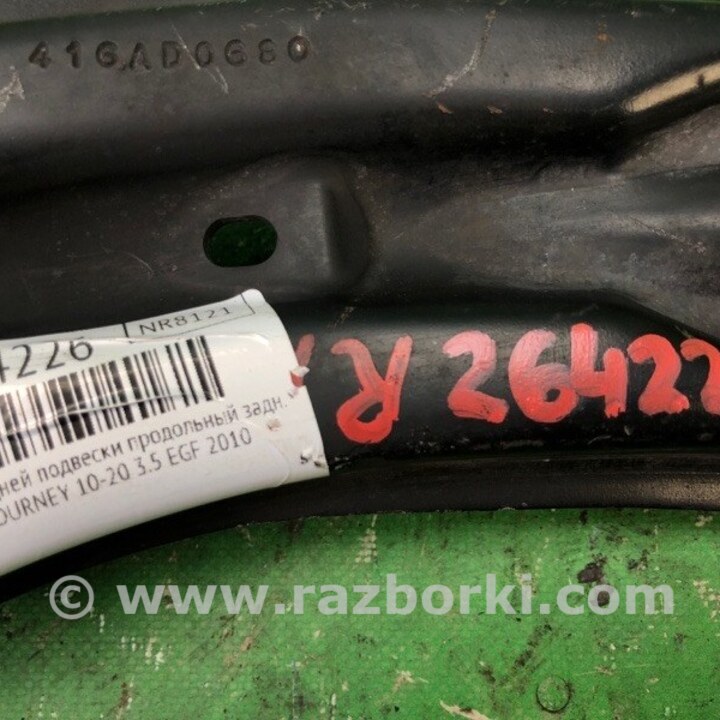 416AD0680
4226
NR8121
ней подвески продольный задн.
OURNEY 10-20 3.5 EGF 2010
26422
© www.razborki.com